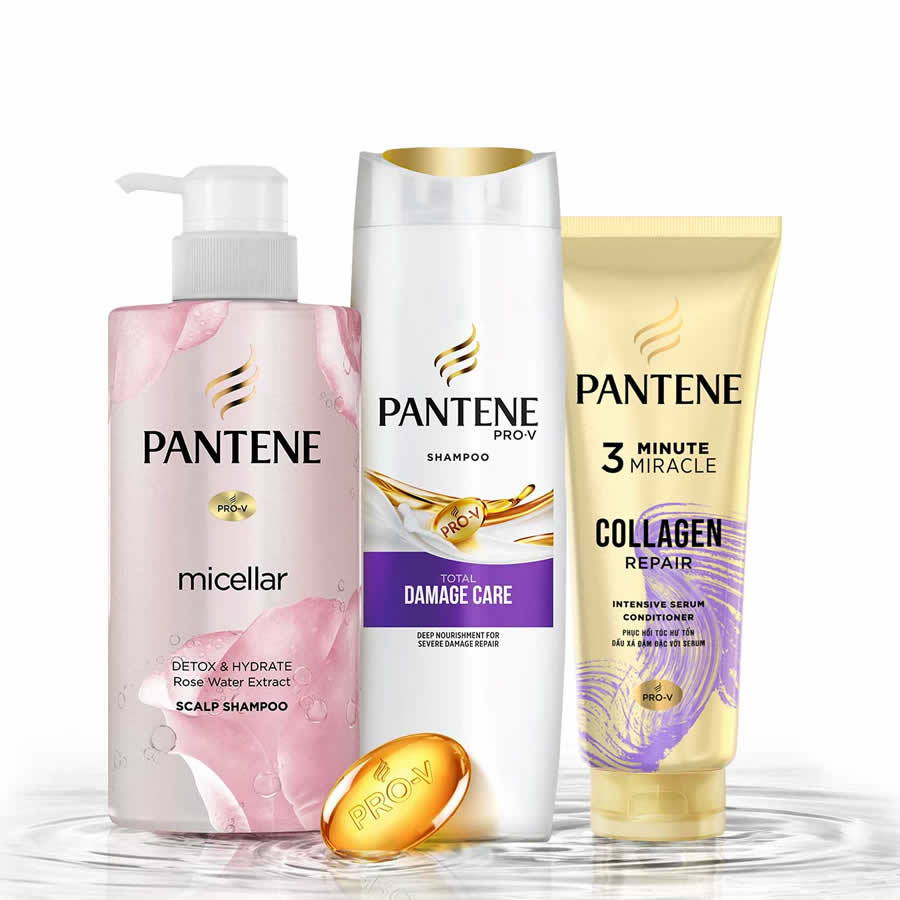 PANTENE
PRO-V
micellar
DETOX & HYDRATE
Rose Water Extract
SCALP SHAMPOO
PANTENE
PRO-V
SHAMPOO
PRO-V
TOTAL
DAMAGE CARE
DEEP NOURISHMENT FOR
SEVERE DAMAGE REPAIR
PRO-V
PANTENE
3 MINUTE
MIRACLE
COLLAGEN
REPAIR
INTENSIVE SERUM
CONDITIONER
PHỤC HỒI TÓC HƯ TỔN
DẦU XẢ ĐẬM ĐẶC VỚI SERUM
PRO-V